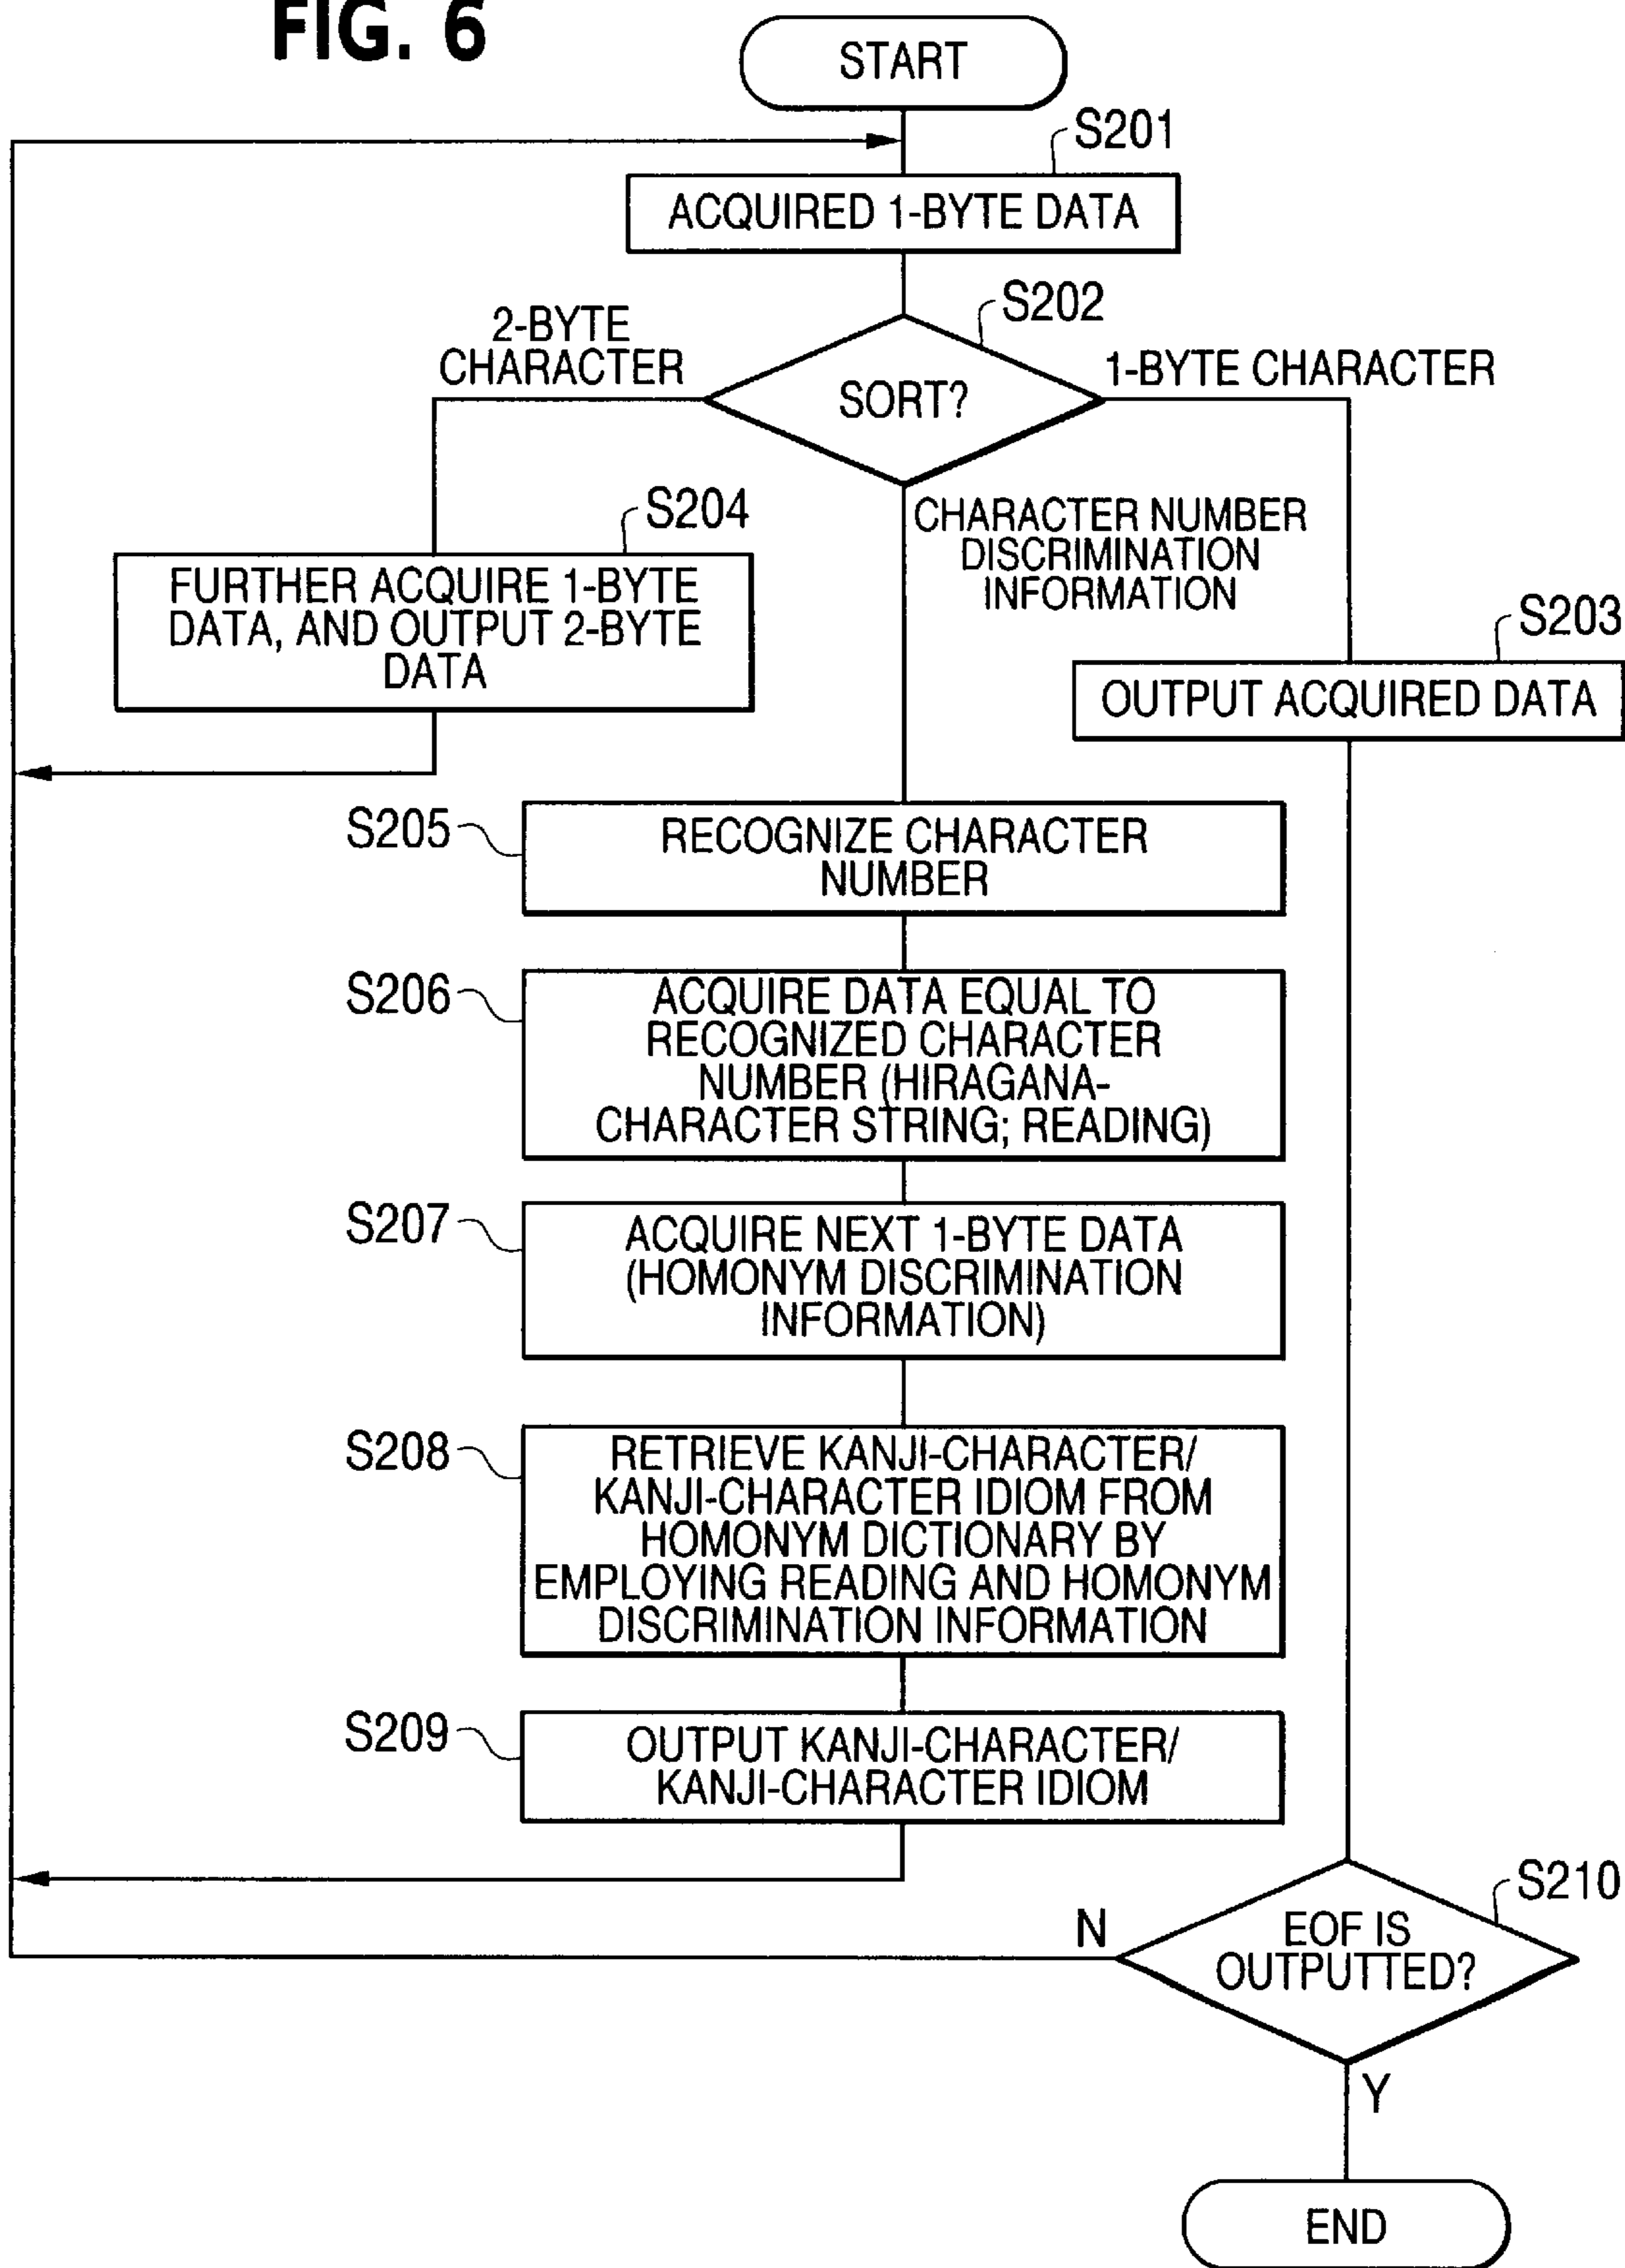 FIG. 6
START
S201
ACQUIRED 1-BYTE DATA
S202
2-BYTE
CHARACTER
SORT?
1-BYTE CHARACTER
CHARACTER NUMBER
DISCRIMINATION
INFORMATION
S204
FURTHER ACQUIRE 1-BYTE
DATA, AND OUTPUT 2-BYTE
DATA
S203
OUTPUT ACQUIRED DATA
S205
RECOGNIZE CHARACTER
NUMBER
S206
ACQUIRE DATA EQUAL TO
RECOGNIZED CHARACTER
NUMBER (HIRAGANA-
CHARACTER STRING; READING)
S207
ACQUIRE NEXT 1-BYTE DATA
(HOMONYM DISCRIMINATION
INFORMATION)
S208
RETRIEVE KANJI-CHARACTER/
KANJI-CHARACTER IDIOM FROM
HOMONYM DICTIONARY BY
EMPLOYING READING AND HOMONYM
DISCRIMINATION INFORMATION
S209
OUTPUT KANJI-CHARACTER/
KANJI-CHARACTER IDIOM
S210
EOF IS
OUTPUTTED?
N
Y
END